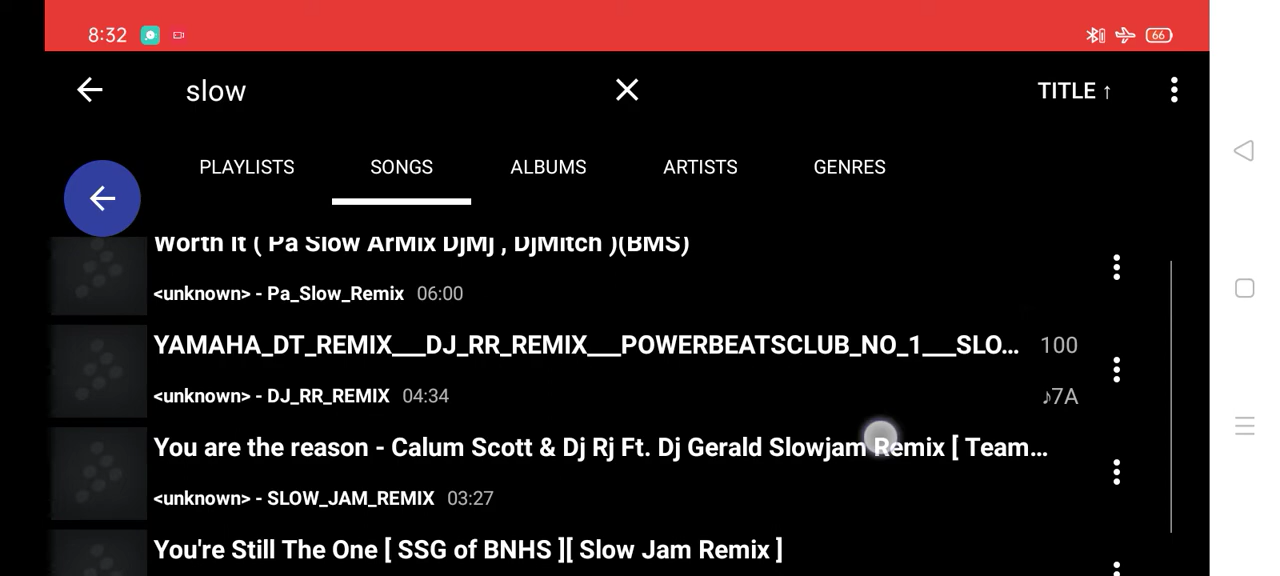 8:32
66
slow
TITLE ↑
PLAYLISTS
SONGS
ALBUMS
ARTISTS
GENRES
Worth It ( Pa Slow ArMix DjMj , DjMitch )(BMS)
<unknown> - Pa_Slow_Remix 06:00
YAMAHA_DT_REMIX___DJ_RR_REMIX___POWERBEATSCLUB_NO_1___SLO... 100
<unknown> - DJ_RR_REMIX 04:34 ♪7A
You are the reason - Calum Scott & Dj Rj Ft. Dj Gerald Slowjam Remix [ Team...
<unknown> - SLOW_JAM_REMIX 03:27
You're Still The One [ SSG of BNHS ][ Slow Jam Remix ]